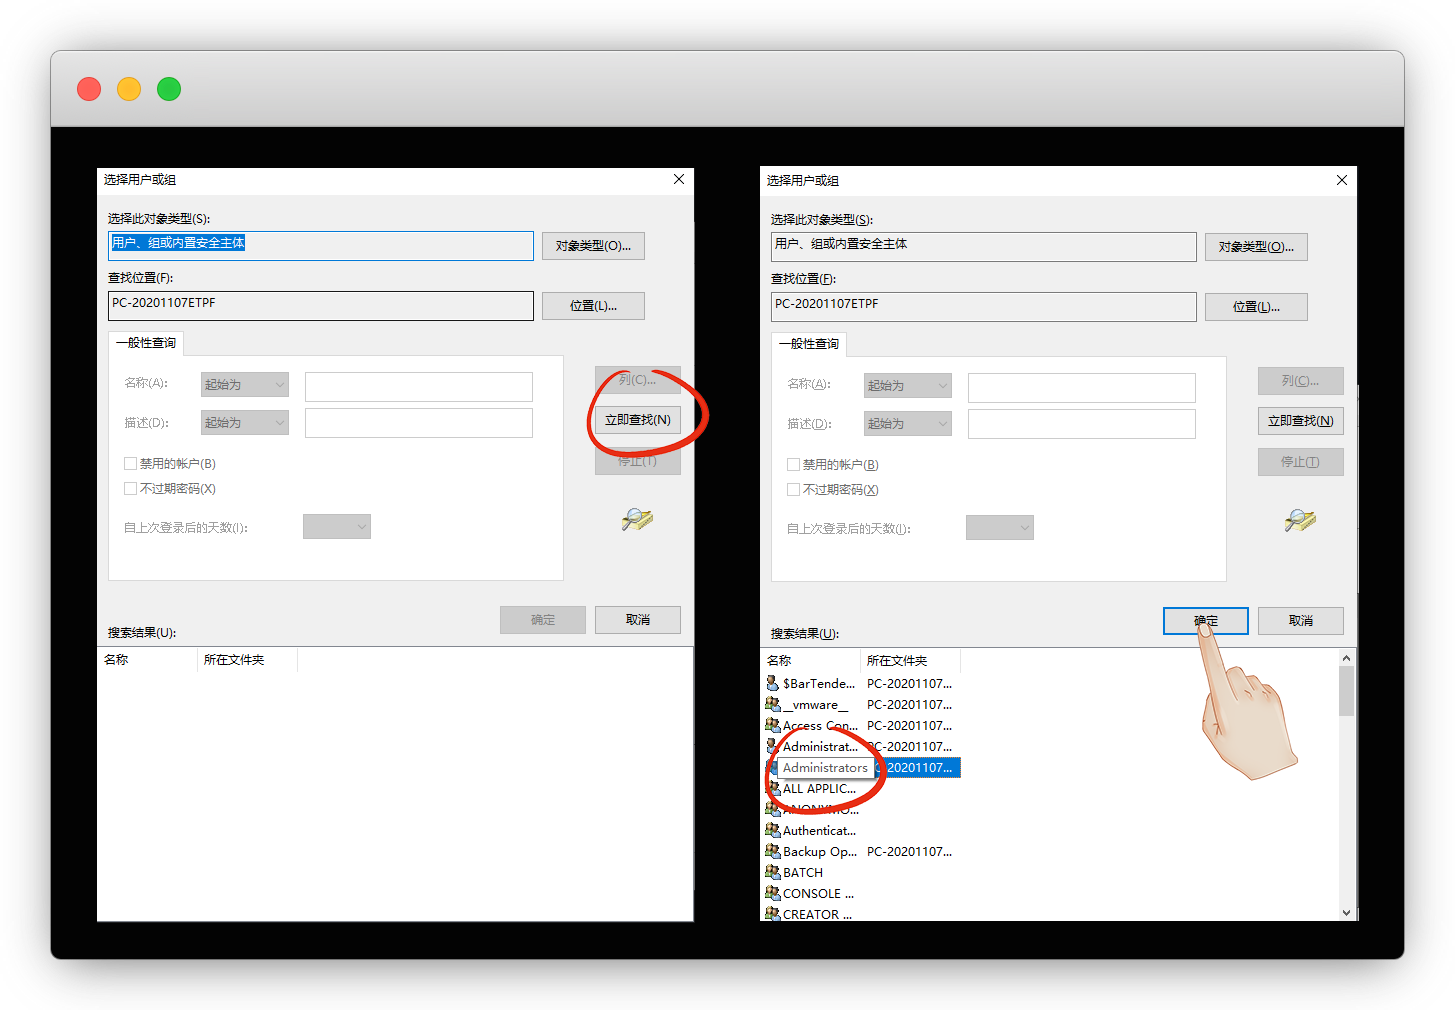 选择用户或组
选择此对象类型(S):
用户、组或内置安全主体
对象类型(O)...
查找位置(F):
PC-20201107ETPF
位置(L)...
一般性查询
名称(A):
起始为
列(C)...
描述(D):
起始为
立即查找(N)
停止(T)
禁用的帐户(B)
不过期密码(X)
自上次登录后的天数(I):
确定
取消
搜索结果(U):
名称
所在文件夹
选择用户或组
选择此对象类型(S):
用户、组或内置安全主体
对象类型(O)...
查找位置(F):
PC-20201107ETPF
位置(L)...
一般性查询
名称(A):
起始为
列(C)...
描述(D):
起始为
立即查找(N)
停止(T)
禁用的帐户(B)
不过期密码(X)
自上次登录后的天数(I):
确定
取消
搜索结果(U):
名称 所在文件夹
$BarTende... PC-20201107...
__vmware__ PC-20201107...
Access Con... PC-20201107...
Administrat... PC-20201107...
Administrators C-20201107...
ALL APPLIC...
ANONYMO...
Authenticat...
Backup Op... PC-20201107...
BATCH
CONSOLE ...
CREATOR ...